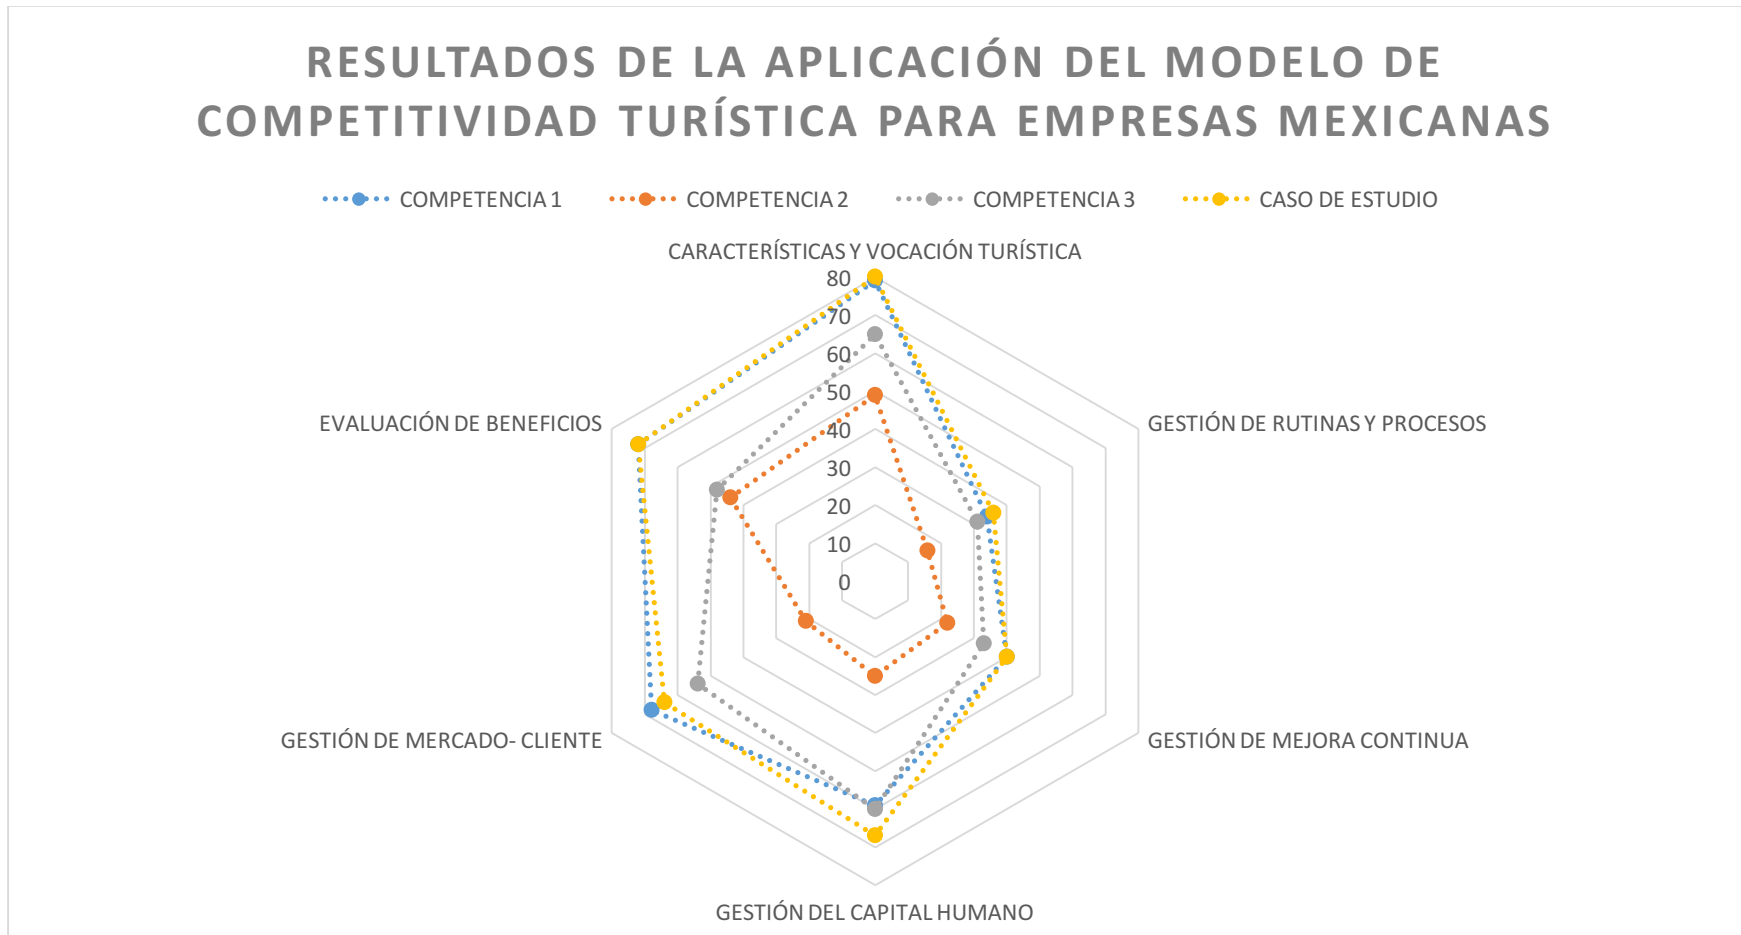 RESULTADOS DE LA APLICACIÓN DEL MODELO DE
COMPETITIVIDAD TURÍSTICA PARA EMPRESAS MEXICANAS
COMPETENCIA 1 COMPETENCIA 2 COMPETENCIA 3 CASO DE ESTUDIO
CARACTERÍSTICAS Y VOCACIÓN TURÍSTICA
80
70
60
50
40
30
20
10
0
EVALUACIÓN DE BENEFICIOS
GESTIÓN DE RUTINAS Y PROCESOS
GESTIÓN DE MERCADO- CLIENTE
GESTIÓN DE MEJORA CONTINUA
GESTIÓN DEL CAPITAL HUMANO